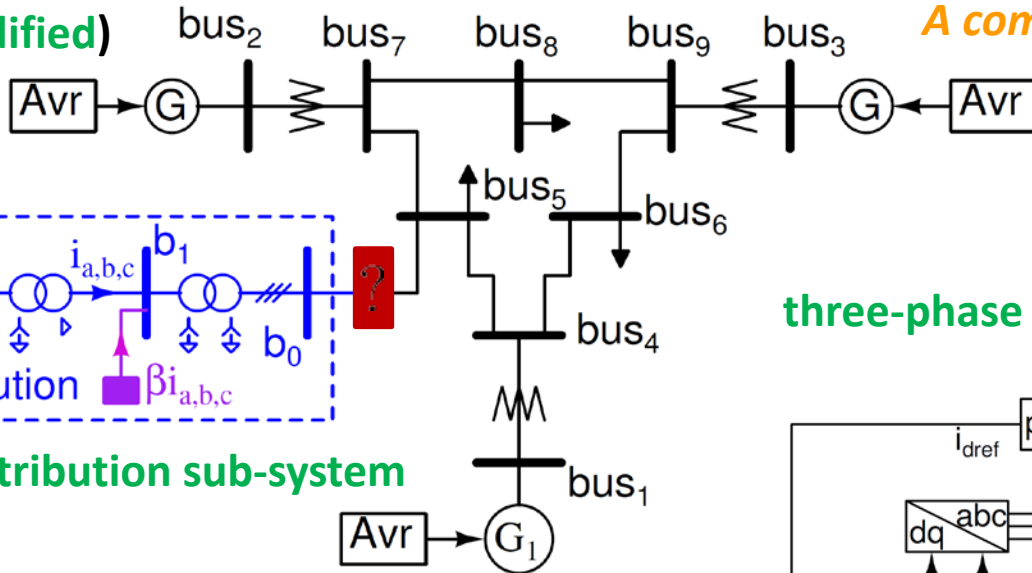 lified)
bus2
bus7
bus8
bus9
bus3
A com
Avr
G
G
Avr
bus5
bus6
ia,b,c
b1
?
b0
ution
βia,b,c
bus4
three-phase
tribution sub-system
bus1
idref
p
Avr
G1
dq
abc